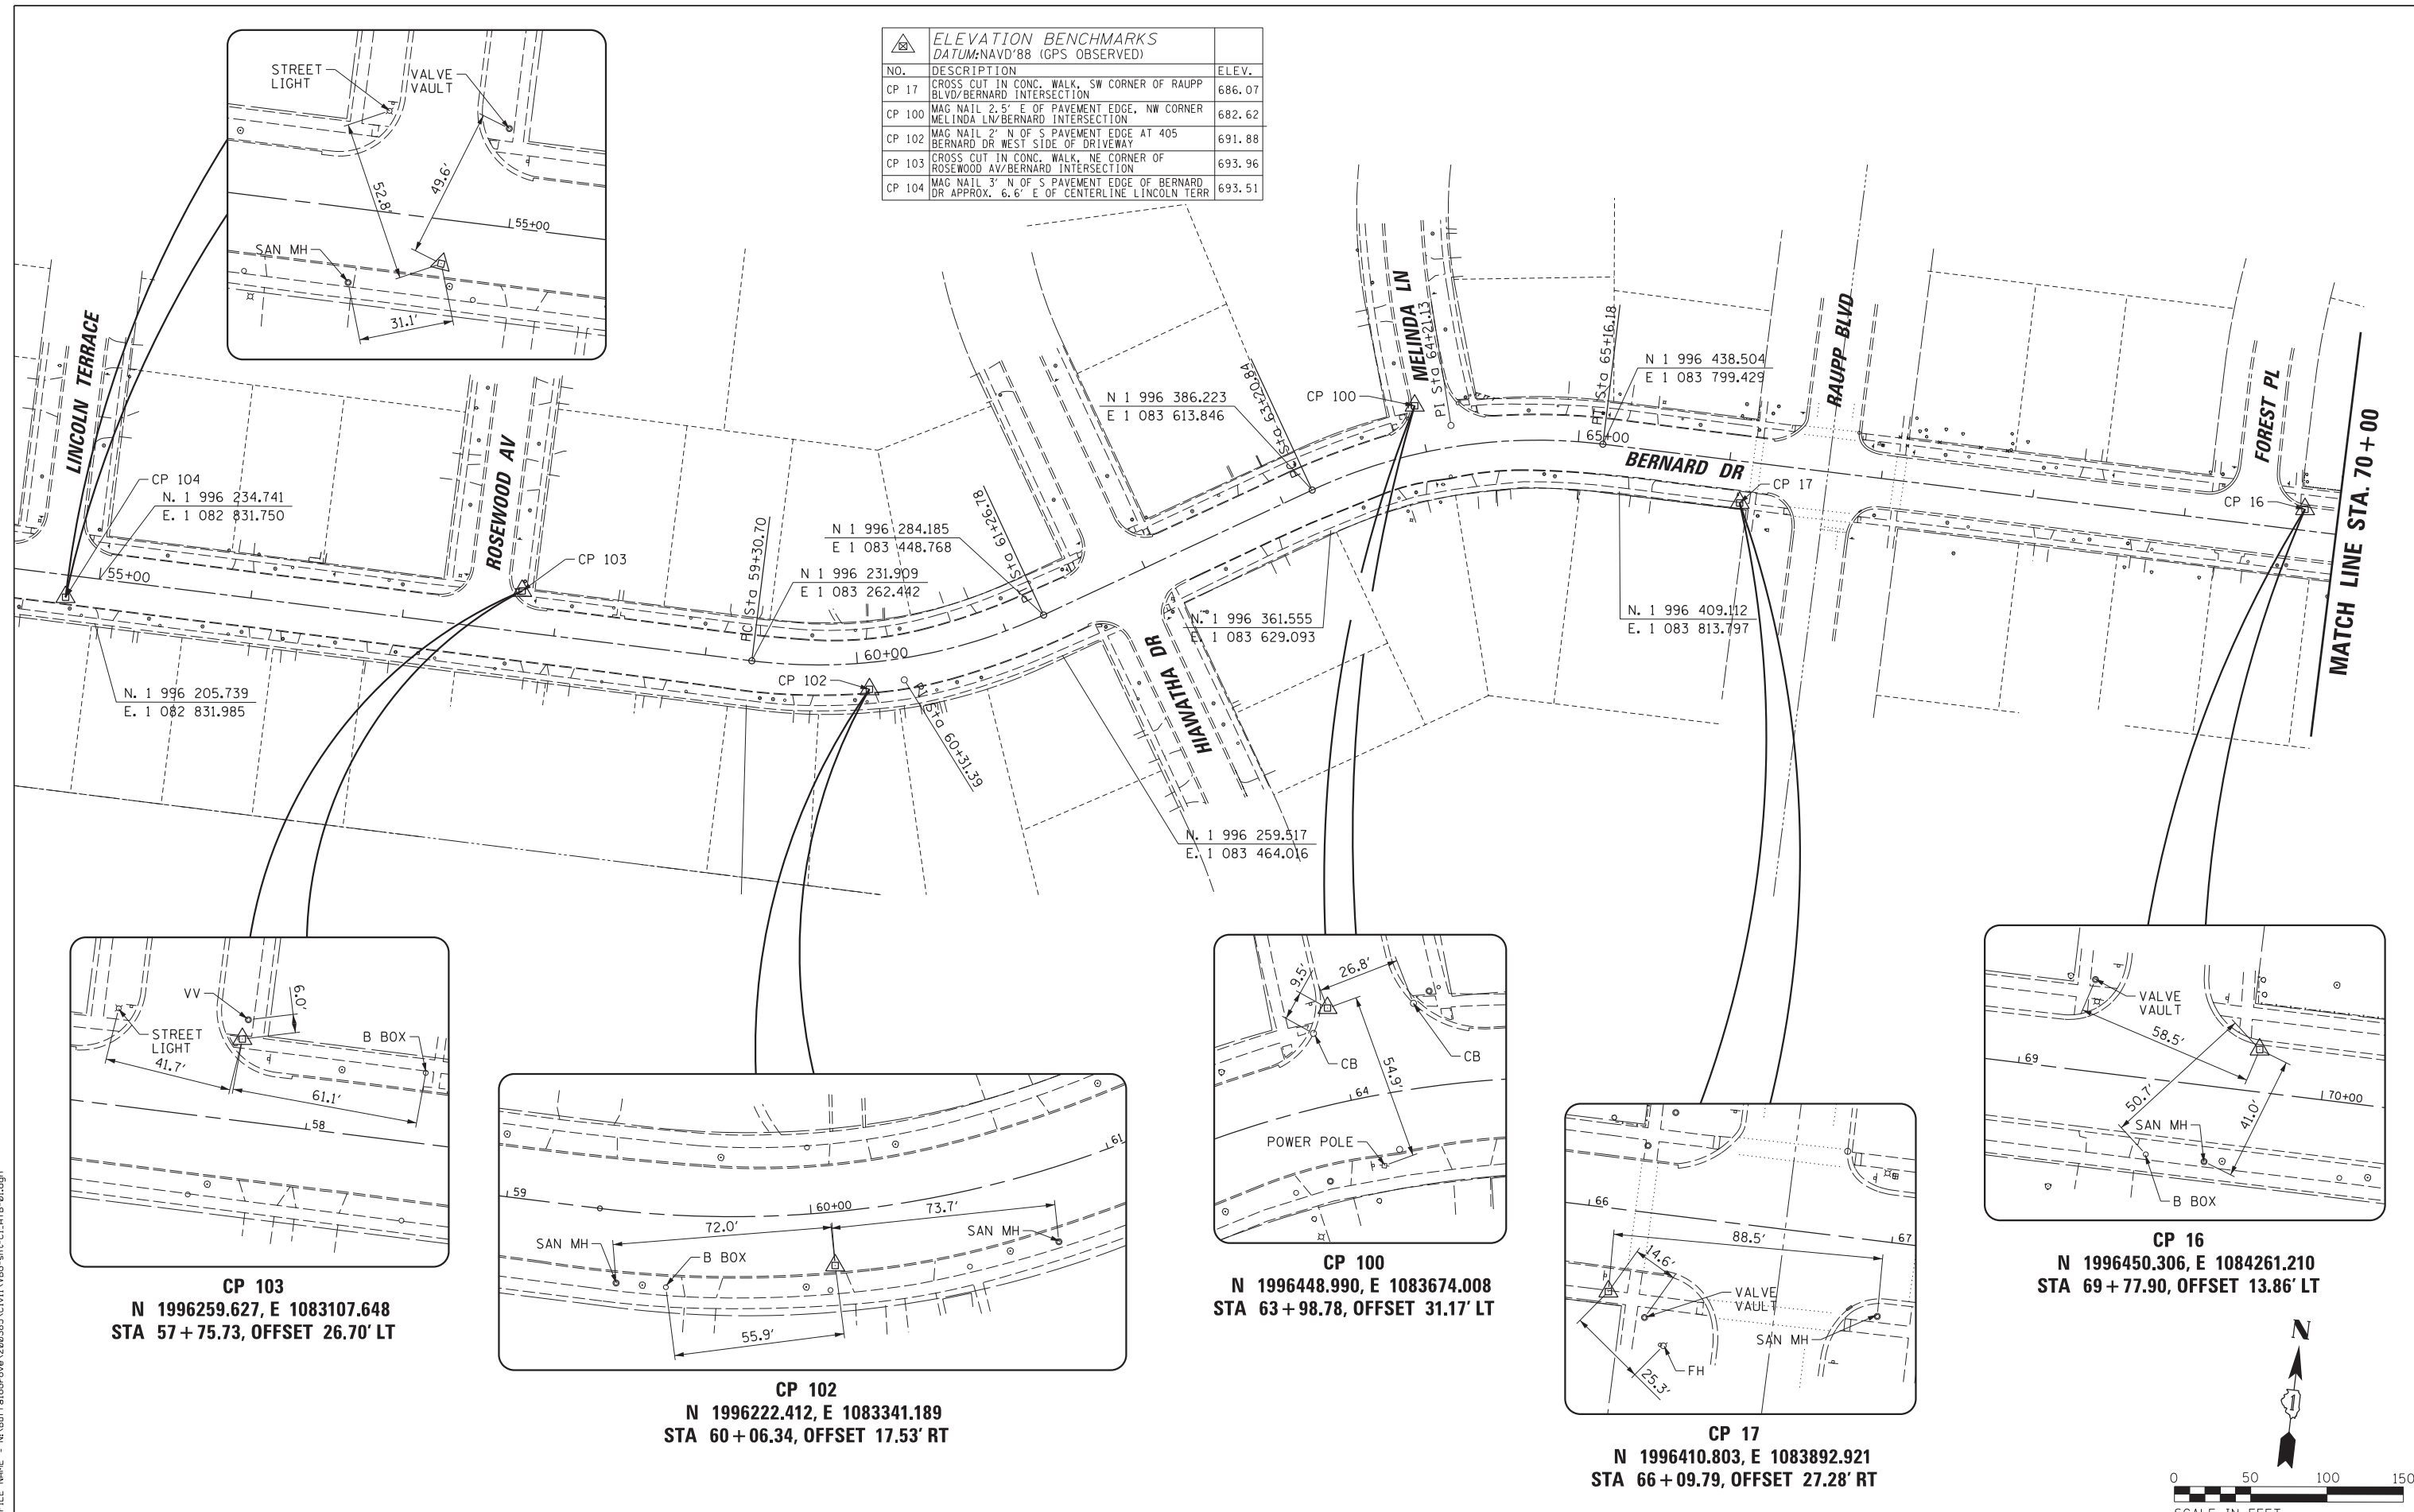 ELEVATION BENCHMARKS
DATUM:NAVD'88 (GPS OBSERVED)
NO. DESCRIPTION ELEV.
CP 17 CROSS CUT IN CONC. WALK, SW CORNER OF RAUPP 686.07
BLVD/BERNARD INTERSECTION
CP 100 MAG NAIL 2.5' E OF PAVEMENT EDGE, NW CORNER 682.62
MELINDA LN/BERNARD INTERSECTION
CP 102 MAG NAIL 2' N OF S PAVEMENT EDGE AT 405 691.88
BERNARD DR WEST SIDE OF DRIVEWAY
CP 103 CROSS CUT IN CONC. WALK, NE CORNER OF 693.96
ROSEWOOD AV/BERNARD INTERSECTION
CP 104 MAG NAIL 3' N OF S PAVEMENT EDGE OF BERNARD 693.51
DR APPROX. 6.6' E OF CENTERLINE LINCOLN TERR
STREET
LIGHT
VALVE
VAULT
52.8'
49.6'
55+00
SAN MH
31.1'
LINCOLN TERRACE
CP 104
N. 1 996 234.741
E. 1 082 831.750
55+00
N. 1 996 205.739
E. 1 082 831.985
ROSEWOOD AV
CP 103
PC Sta 59+30.70
N 1 996 231.909
E 1 083 262.442
N 1 996 284.185
E 1 083 448.768
PT Sta 61+26.78
60+00
CP 102
PI Sta 60+31.39
HIAWATHA DR
N. 1 996 259.517
E. 1 083 464.016
N 1 996 386.223
E 1 083 613.846
PC Sta 63+20.84
N. 1 996 361.555
E. 1 083 629.093
CP 100
MELINDA LN
PI Sta 64+21.13
PT Sta 65+16.18
N 1 996 438.504
E 1 083 799.429
65+00
BERNARD DR
N. 1 996 409.112
E. 1 083 813.797
CP 17
RAUPP BLVD
FOREST PL
CP 16
MATCH LINE STA. 70+00
VV
6.0'
STREET
LIGHT
B BOX
41.7'
61.1'
58
CP 103
N 1996259.627, E 1083107.648
STA 57+75.73, OFFSET 26.70' LT
59
60+00
61
72.0'
73.7'
SAN MH
SAN MH
B BOX
55.9'
CP 102
N 1996222.412, E 1083341.189
STA 60+06.34, OFFSET 17.53' RT
9.5'
26.8'
CB
CB
54.9'
64
POWER POLE
CP 100
N 1996448.990, E 1083674.008
STA 63+98.78, OFFSET 31.17' LT
66
67
88.5'
14.6'
VALVE
VAULT
SAN MH
FH
25.3'
CP 17
N 1996410.803, E 1083892.921
STA 66+09.79, OFFSET 27.28' RT
VALVE
VAULT
58.5'
69
70+00
50.7'
41.0'
SAN MH
B BOX
CP 16
N 1996450.306, E 1084261.210
STA 69+77.90, OFFSET 13.86' LT
N
1
0 50 100 150
SCALE IN FEET